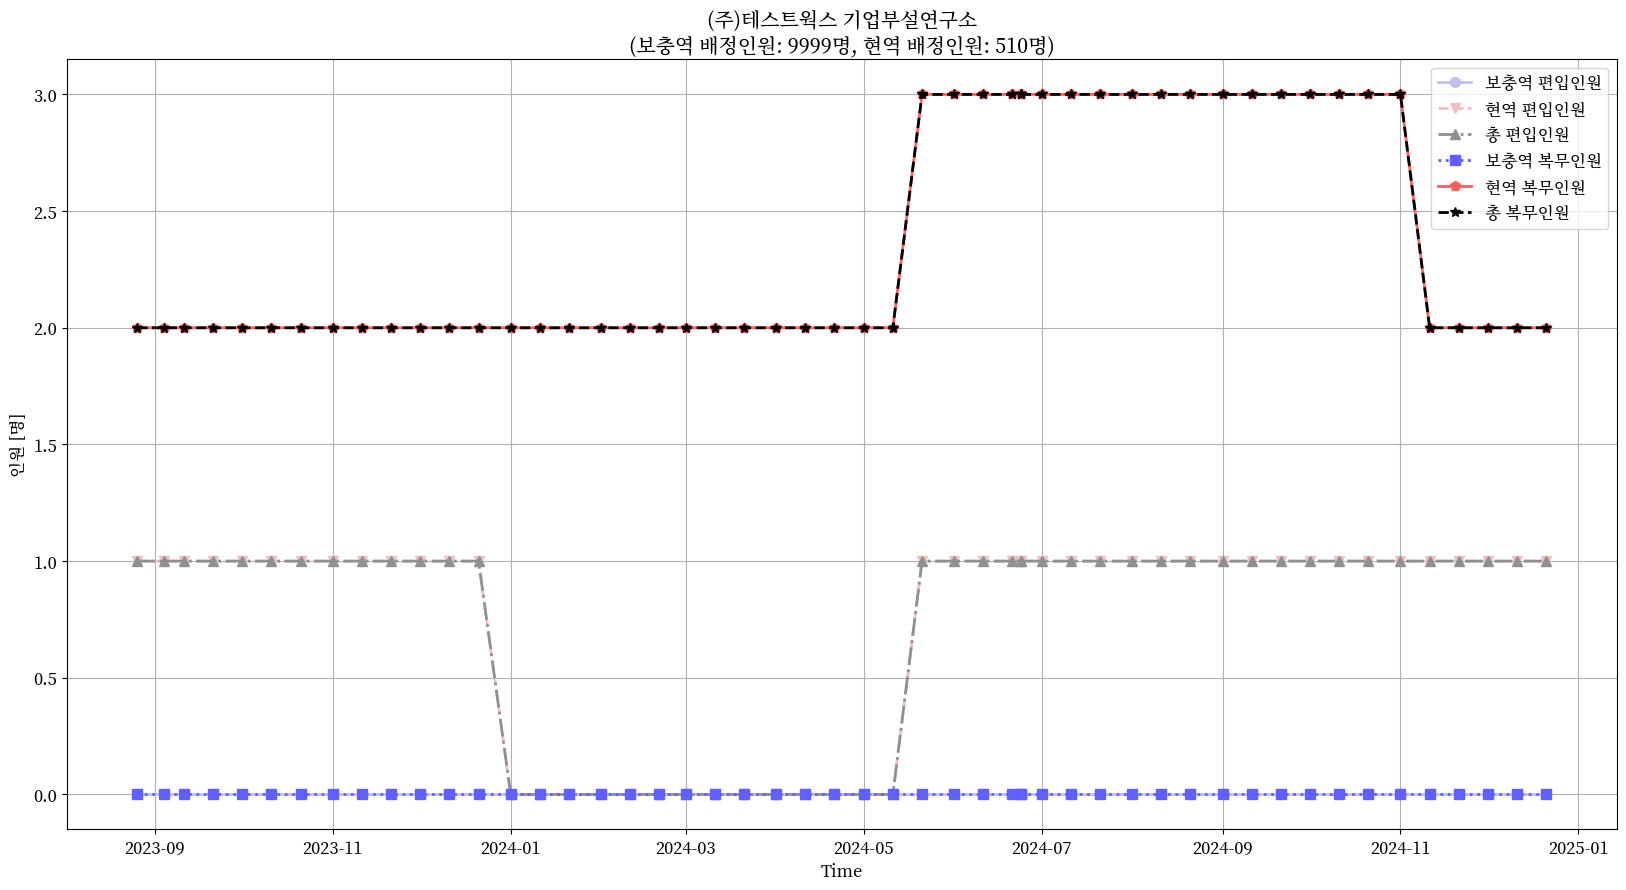 (주)테스트웍스 기업부설연구소
(보충역 배정인원: 9999명, 현역 배정인원: 510명)
보충역 편입인원
현역 편입인원
총 편입인원
보충역 복무인원
현역 복무인원
총 복무인원
인원 [명]
3.0
2.5
2.0
1.5
1.0
0.5
0.0
2023-09
2023-11
2024-01
2024-03
2024-05
2024-07
2024-09
2024-11
2025-01
Time